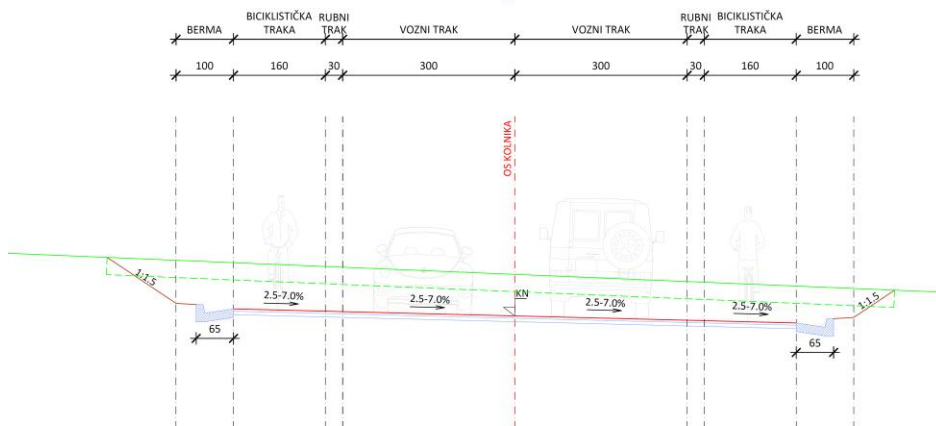 BERMA
BICIKLISTIČKA
TRAKA
RUBNI
TRAK
VOZNI TRAK
VOZNI TRAK
RUBNI
TRAK
BICIKLISTIČKA
TRAKA
BERMA
100
160
30
300
300
30
160
100
OS KOLNIKA
1:1.5
2.5-7.0%
2.5-7.0%
KN
2.5-7.0%
2.5-7.0%
1:1.5
65
65